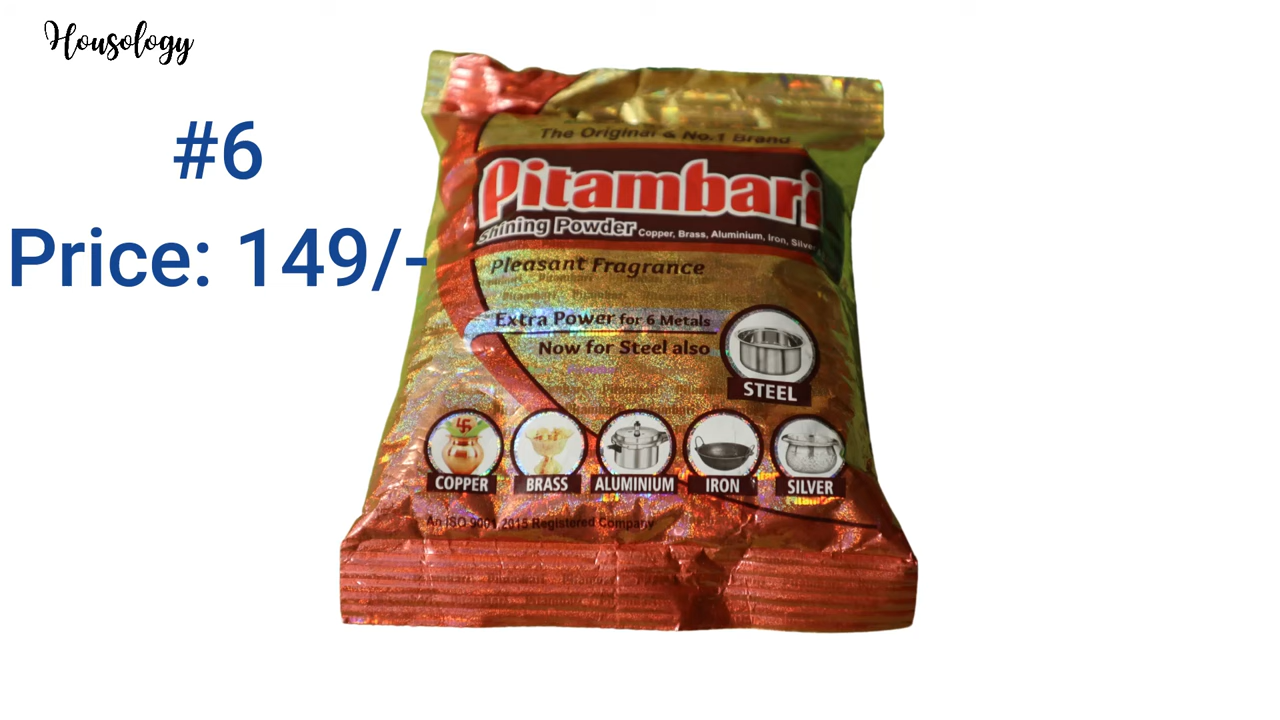 Housology
#6
Price: 149/-
The Original & No.1 Brand
Pitambari
Shining Powder Copper, Brass, Aluminium, Iron, Silver
Pleasant Fragrance
Extra Power for 6 Metals
Now for Steel also
STEEL
COPPER BRASS ALUMINIUM IRON SILVER
An ISO 9001 2015 Registered Company